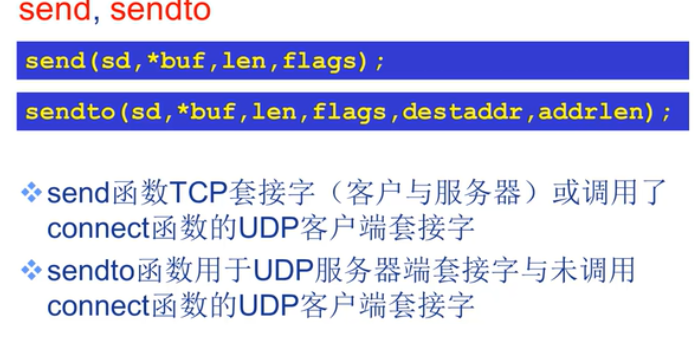 send, sendto
send(sd,*buf,len,flags);
sendto(sd,*buf,len,flags,destaddr,addrlen);
❖send函数TCP套接字（客户与服务器）或调用了
connect函数的UDP客户端套接字
❖sendto函数用于UDP服务器端套接字与未调用
connect函数的UDP客户端套接字